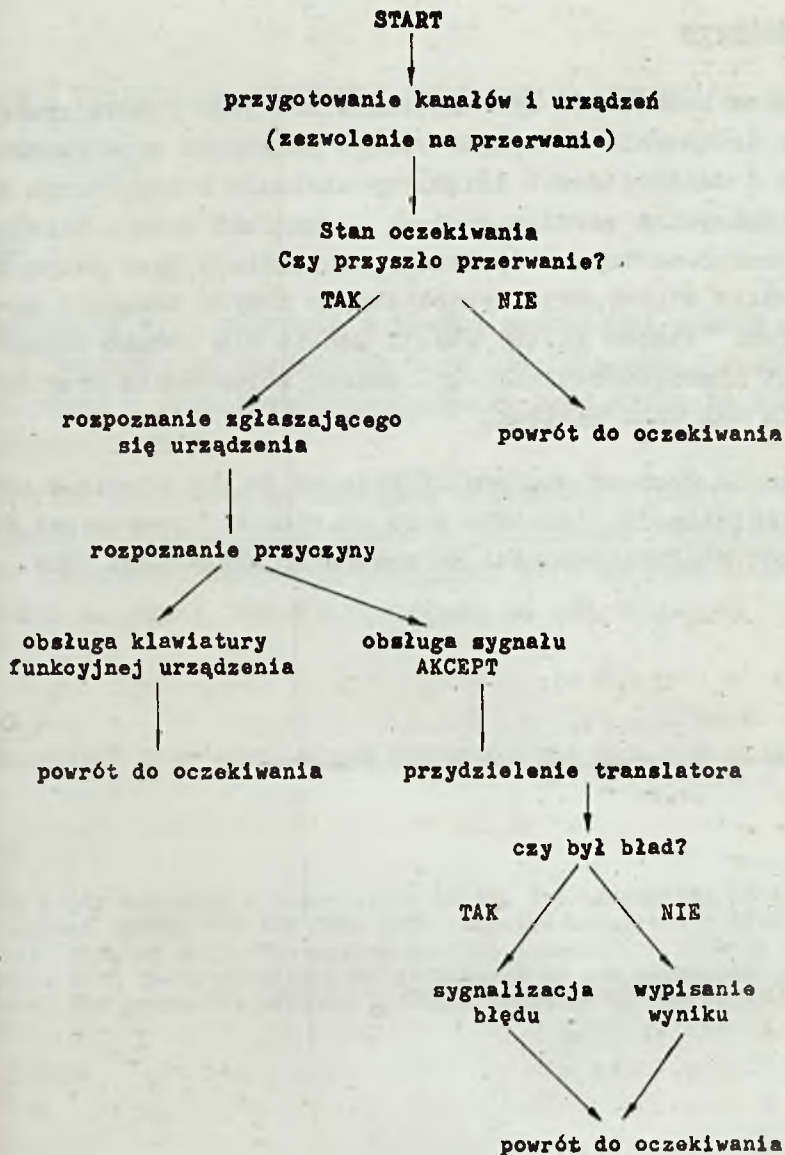 START
przygotowanie kanałów i urządzeń
(zezwolenie na przerwanie)
Stan oczekiwania
Czy przyszło przerwanie?
TAK NIE
rozpoznanie zgłaszającego
się urządzenia
powrót do oczekiwania
rozpoznanie przyczyny
obsługa klawiatury
funkcyjnej urządzenia
obsługa sygnału
AKCEPT
powrót do oczekiwania
przydzielenie translatora
czy był bład?
TAK NIE
sygnalizacja
błędu
wypisanie
wyniku
powrót do oczekiwania